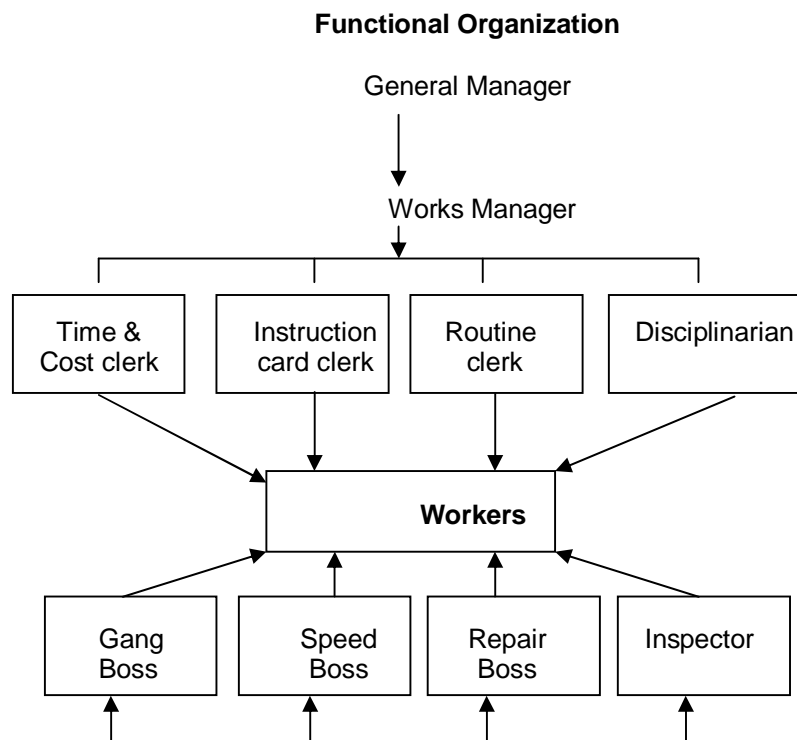 Functional Organization
General Manager
Works Manager
Time &
Cost clerk
Instruction
card clerk
Routine
clerk
Disciplinarian
Workers
Gang
Boss
Speed
Boss
Repair
Boss
Inspector